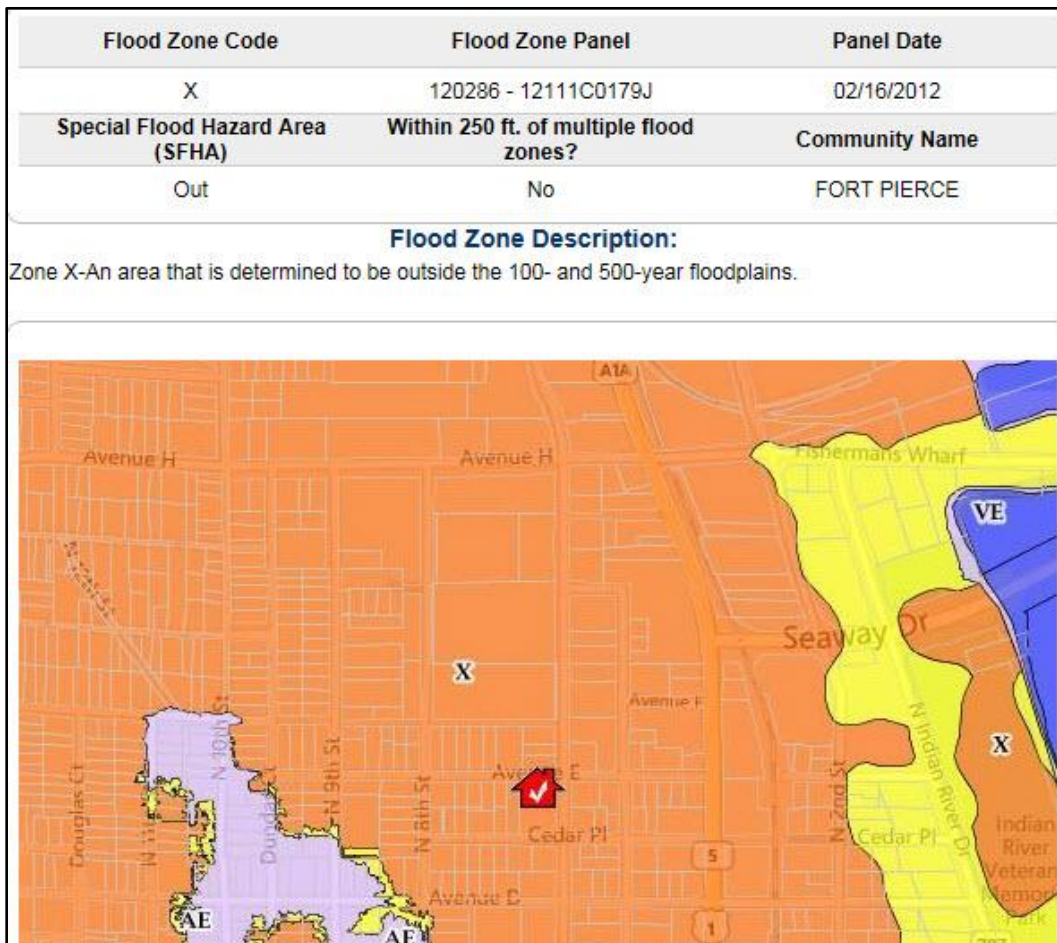 Flood Zone Code Flood Zone Panel Panel Date
X 120286 - 12111C0179J 02/16/2012
Special Flood Hazard Area
(SFHA)
Within 250 ft. of multiple flood
zones?
Community Name
Out No FORT PIERCE
Flood Zone Description:
Zone X-An area that is determined to be outside the 100- and 500-year floodplains.
A1A
Avenue H
Avenue H
Fishermans Wharf
VE
Seaway Dr
X
Avenue F
N 10th St
N 9th St
N 8th St
N 2nd St
N Indian River Dr
X
Avenue E
Douglas Ct
Cedar Pl
Cedar Pl
Indian
River
Veterans
Memorial
Park
5
Avenue D
AE
AE
1